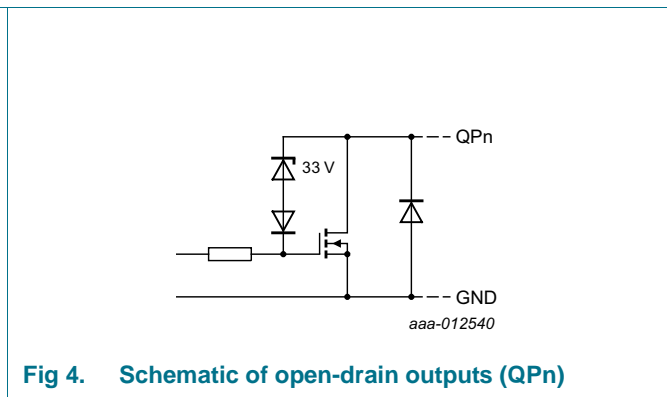 QPn
33 V
GND
aaa-012540
Fig 4. Schematic of open-drain outputs (QPn)